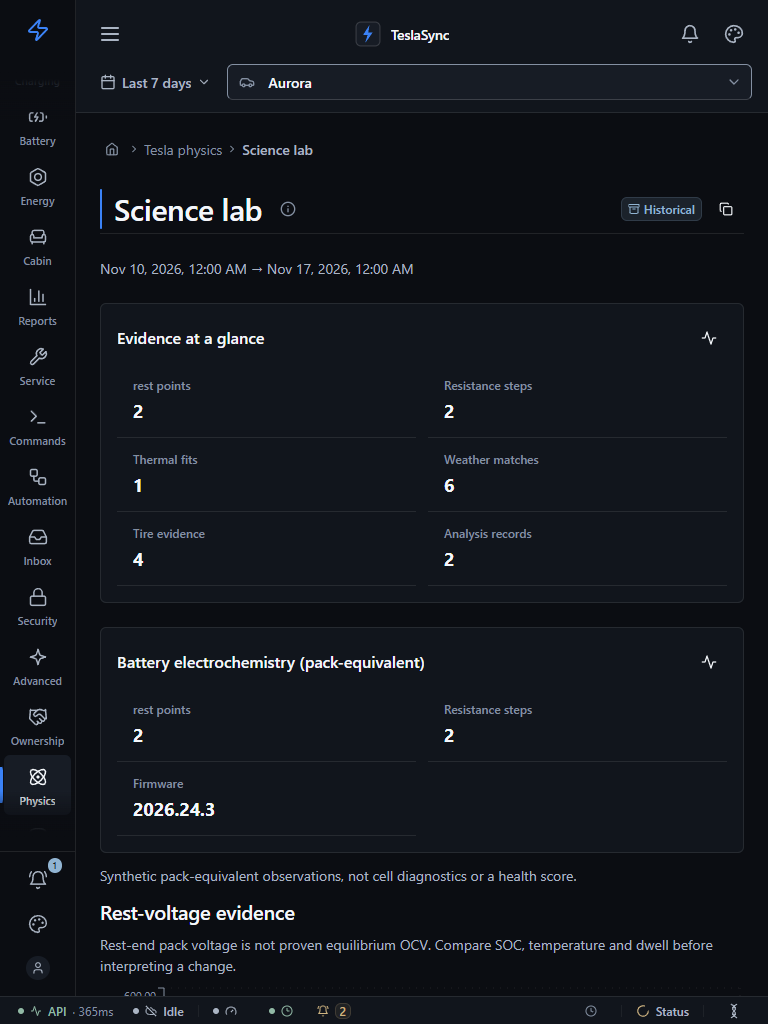 TeslaSync
Last 7 days
Aurora
Battery
Energy
Cabin
Reports
Service
Commands
Automation
Inbox
Security
Advanced
Ownership
Physics
1
Tesla physics
Science lab
Science lab
Historical
Nov 10, 2026, 12:00 AM → Nov 17, 2026, 12:00 AM
Evidence at a glance
rest points
2
Resistance steps
2
Thermal fits
1
Weather matches
6
Tire evidence
4
Analysis records
2
Battery electrochemistry (pack-equivalent)
rest points
2
Resistance steps
2
Firmware
2026.24.3
Synthetic pack-equivalent observations, not cell diagnostics or a health score.
Rest-voltage evidence
Rest-end pack voltage is not proven equilibrium OCV. Compare SOC, temperature and dwell before
interpreting a change.
API · 365ms
Idle
2
Status